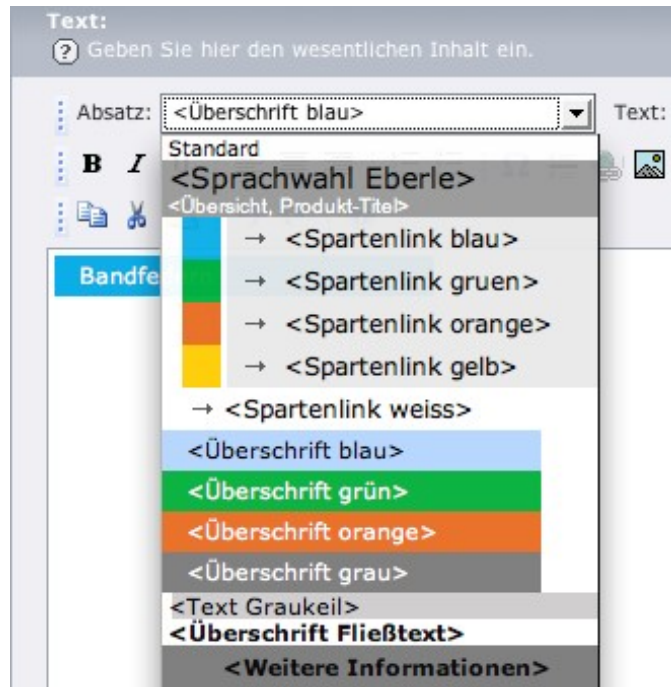 Text:
? Geben Sie hier den wesentlichen Inhalt ein.
Absatz: <Überschrift blau> Text:
Standard
B I
<Sprachwahl Eberle>
<Übersicht, Produkt-Titel>
→ <Spartenlink blau>
→ <Spartenlink gruen>
→ <Spartenlink orange>
→ <Spartenlink gelb>
→ <Spartenlink weiss>
<Überschrift blau>
<Überschrift grün>
<Überschrift orange>
<Überschrift grau>
<Text Graukeil>
<Überschrift Fließtext>
<Weitere Informationen>